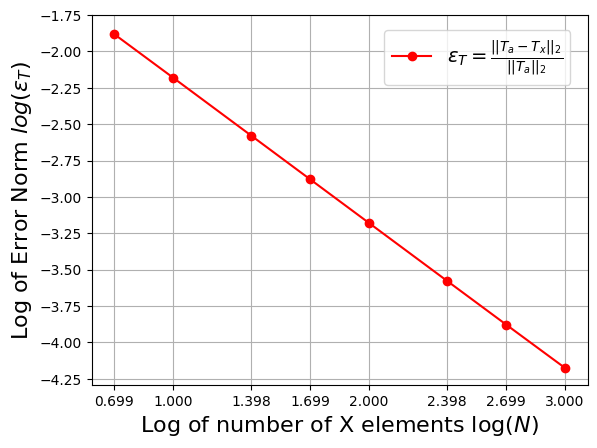 Log of Error Norm log(ε_T)
-1.75
-2.00
-2.25
-2.50
-2.75
-3.00
-3.25
-3.50
-3.75
-4.00
-4.25
ε_T = ||T_a − T_x||_2 / ||T_a||_2
0.699 1.000 1.398 1.699 2.000 2.398 2.699 3.000
Log of number of X elements log(N)